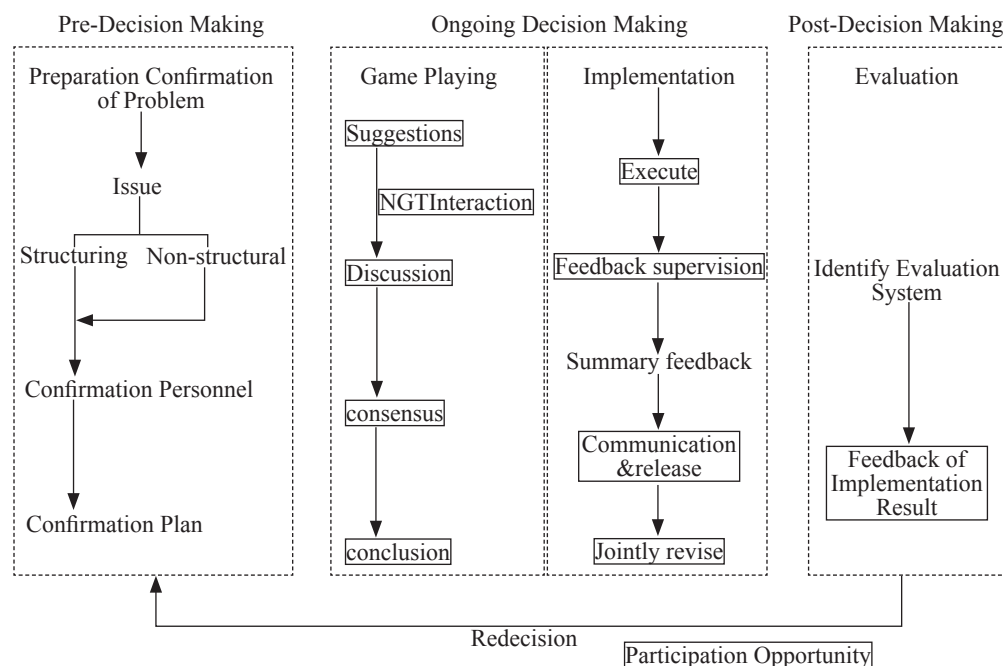 Pre-Decision Making
Ongoing Decision Making
Post-Decision Making
Preparation Confirmation
of Problem
Issue
Structuring
Non-structural
Confirmation Personnel
Confirmation Plan
Game Playing
Suggestions
NGTInteraction
Discussion
consensus
conclusion
Implementation
Execute
Feedback supervision
Summary feedback
Communication
&release
Jointly revise
Evaluation
Identify Evaluation
System
Feedback of
Implementation
Result
Redecision
Participation Opportunity